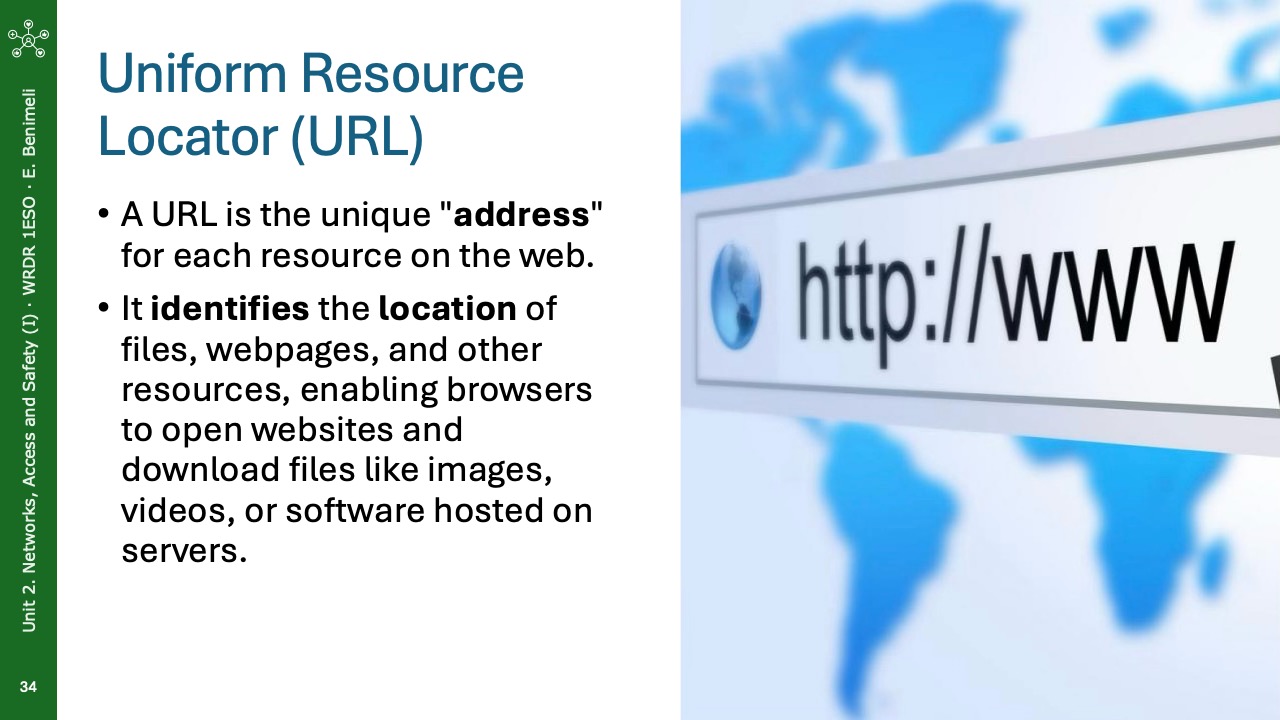 Uniform Resource
Locator (URL)
• A URL is the unique "address"
for each resource on the web.
• It identifies the location of
files, webpages, and other
resources, enabling browsers
to open websites and
download files like images,
videos, or software hosted on
servers.
http://www
Unit 2. Networks, Access and Safety (I) · WRDR 1ESO · E. Benimeli
34